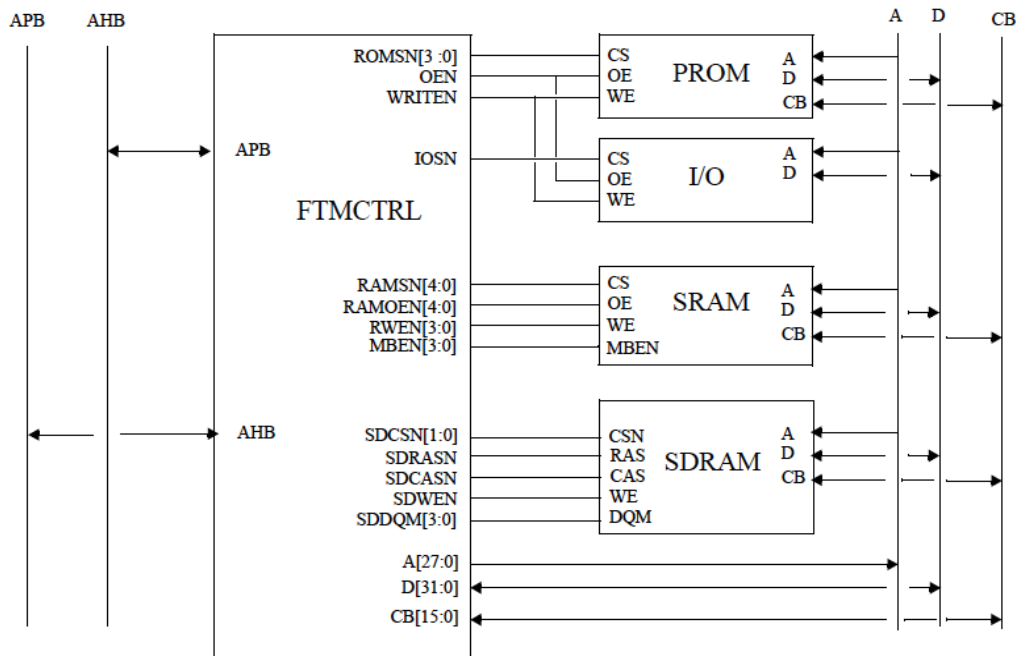 APB AHB A D CB
ROMSN[3 :0] CS PROM A
OEN OE D
WRITEN WE CB
APB IOSN CS I/O A
OE D
WE
FTMCTRL
RAMSN[4:0] CS SRAM A
RAMOEN[4:0] OE D
RWEN[3:0] WE CB
MBEN[3:0] MBEN
AHB SDCSN[1:0] CSN SDRAM A
SDRASN RAS D
SDCASN CAS CB
SDWEN WE
SDDQM[3:0] DQM
A[27:0]
D[31:0]
CB[15:0]